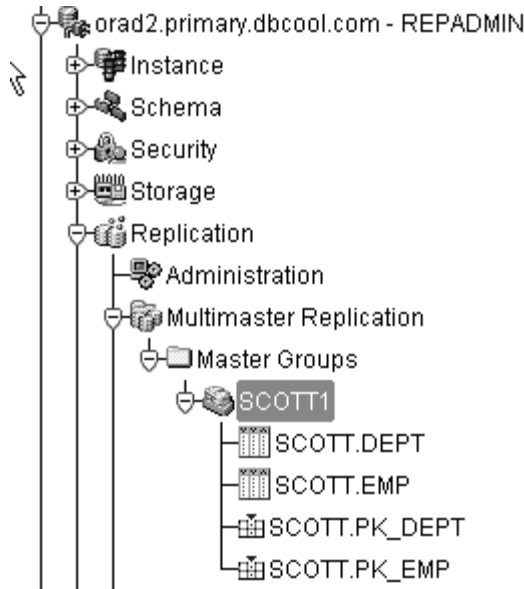 orad2.primary.dbcool.com - REPADMIN
Instance
Schema
Security
Storage
Replication
Administration
Multimaster Replication
Master Groups
SCOTT1
SCOTT.DEPT
SCOTT.EMP
SCOTT.PK_DEPT
SCOTT.PK_EMP